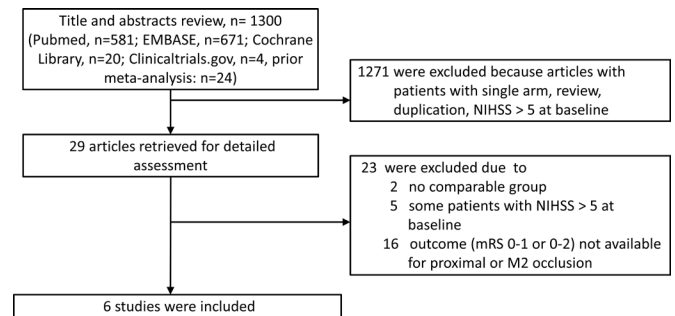 Title and abstracts review, n= 1300
(Pubmed, n=581; EMBASE, n=671; Cochrane
Library, n=20; Clinicaltrials.gov, n=4, prior
meta-analysis: n=24)
1271 were excluded because articles with
patients with single arm, review,
duplication, NIHSS > 5 at baseline
29 articles retrieved for detailed
assessment
23 were excluded due to
2 no comparable group
5 some patients with NIHSS > 5 at
baseline
16 outcome (mRS 0-1 or 0-2) not available
for proximal or M2 occlusion
6 studies were included